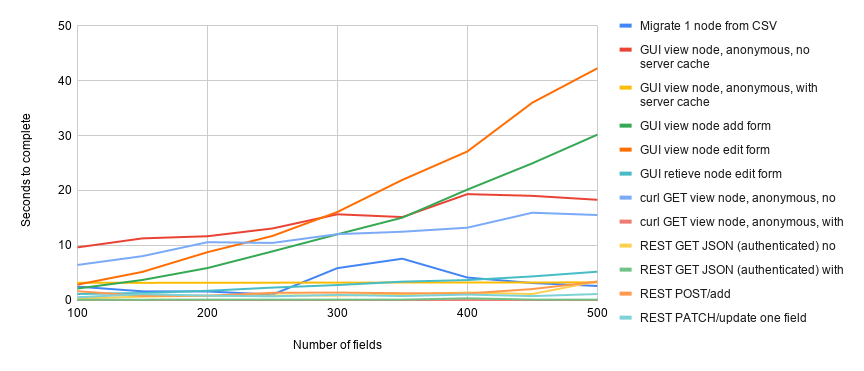 50
40
30
20
10
0
Seconds to complete
100
200
300
400
500
Number of fields
Migrate 1 node from CSV
GUI view node, anonymous, no
server cache
GUI view node, anonymous, with
server cache
GUI view node add form
GUI view node edit form
GUI retieve node edit form
curl GET view node, anonymous, no
curl GET view node, anonymous, with
REST GET JSON (authenticated) no
REST GET JSON (authenticated) with
REST POST/add
REST PATCH/update one field